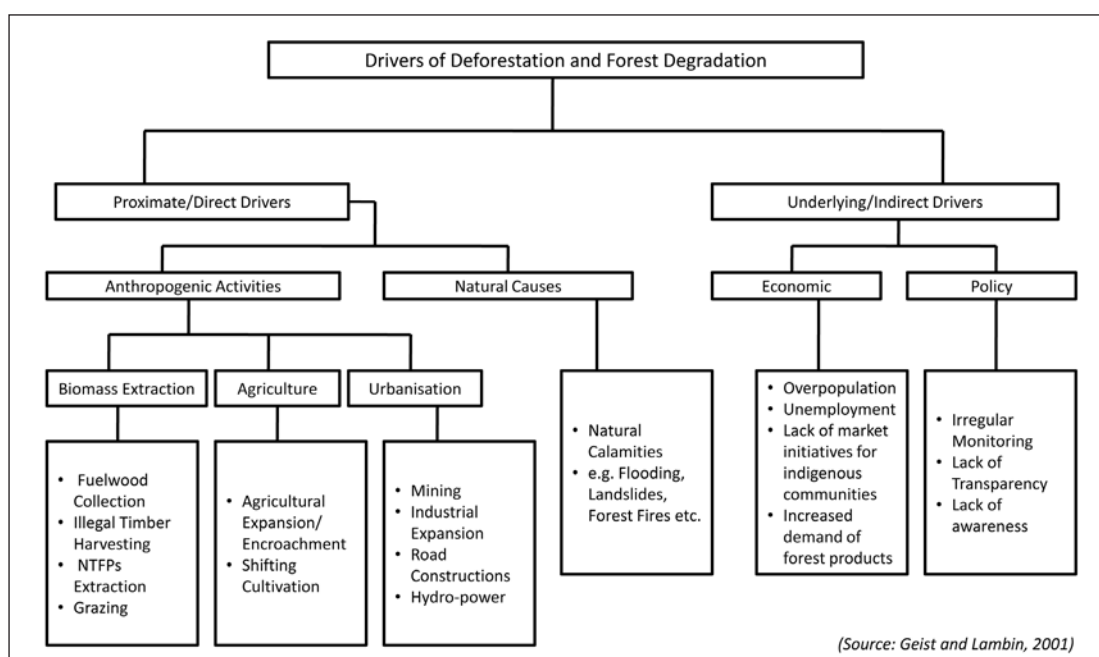 Drivers of Deforestation and Forest Degradation
Proximate/Direct Drivers
Underlying/Indirect Drivers
Anthropogenic Activities
Natural Causes
Economic
Policy
Biomass Extraction
Agriculture
Urbanisation
• Fuelwood
Collection
• Illegal Timber
Harvesting
• NTFPs
Extraction
• Grazing
• Agricultural
Expansion/
Encroachment
• Shifting
Cultivation
• Mining
• Industrial
Expansion
• Road
Constructions
• Hydro-power
• Natural
Calamities
• e.g. Flooding,
Landslides,
Forest Fires etc.
• Overpopulation
• Unemployment
• Lack of market
initiatives for
indigenous
communities
• Increased
demand of
forest products
• Irregular
Monitoring
• Lack of
Transparency
• Lack of
awareness
(Source: Geist and Lambin, 2001)